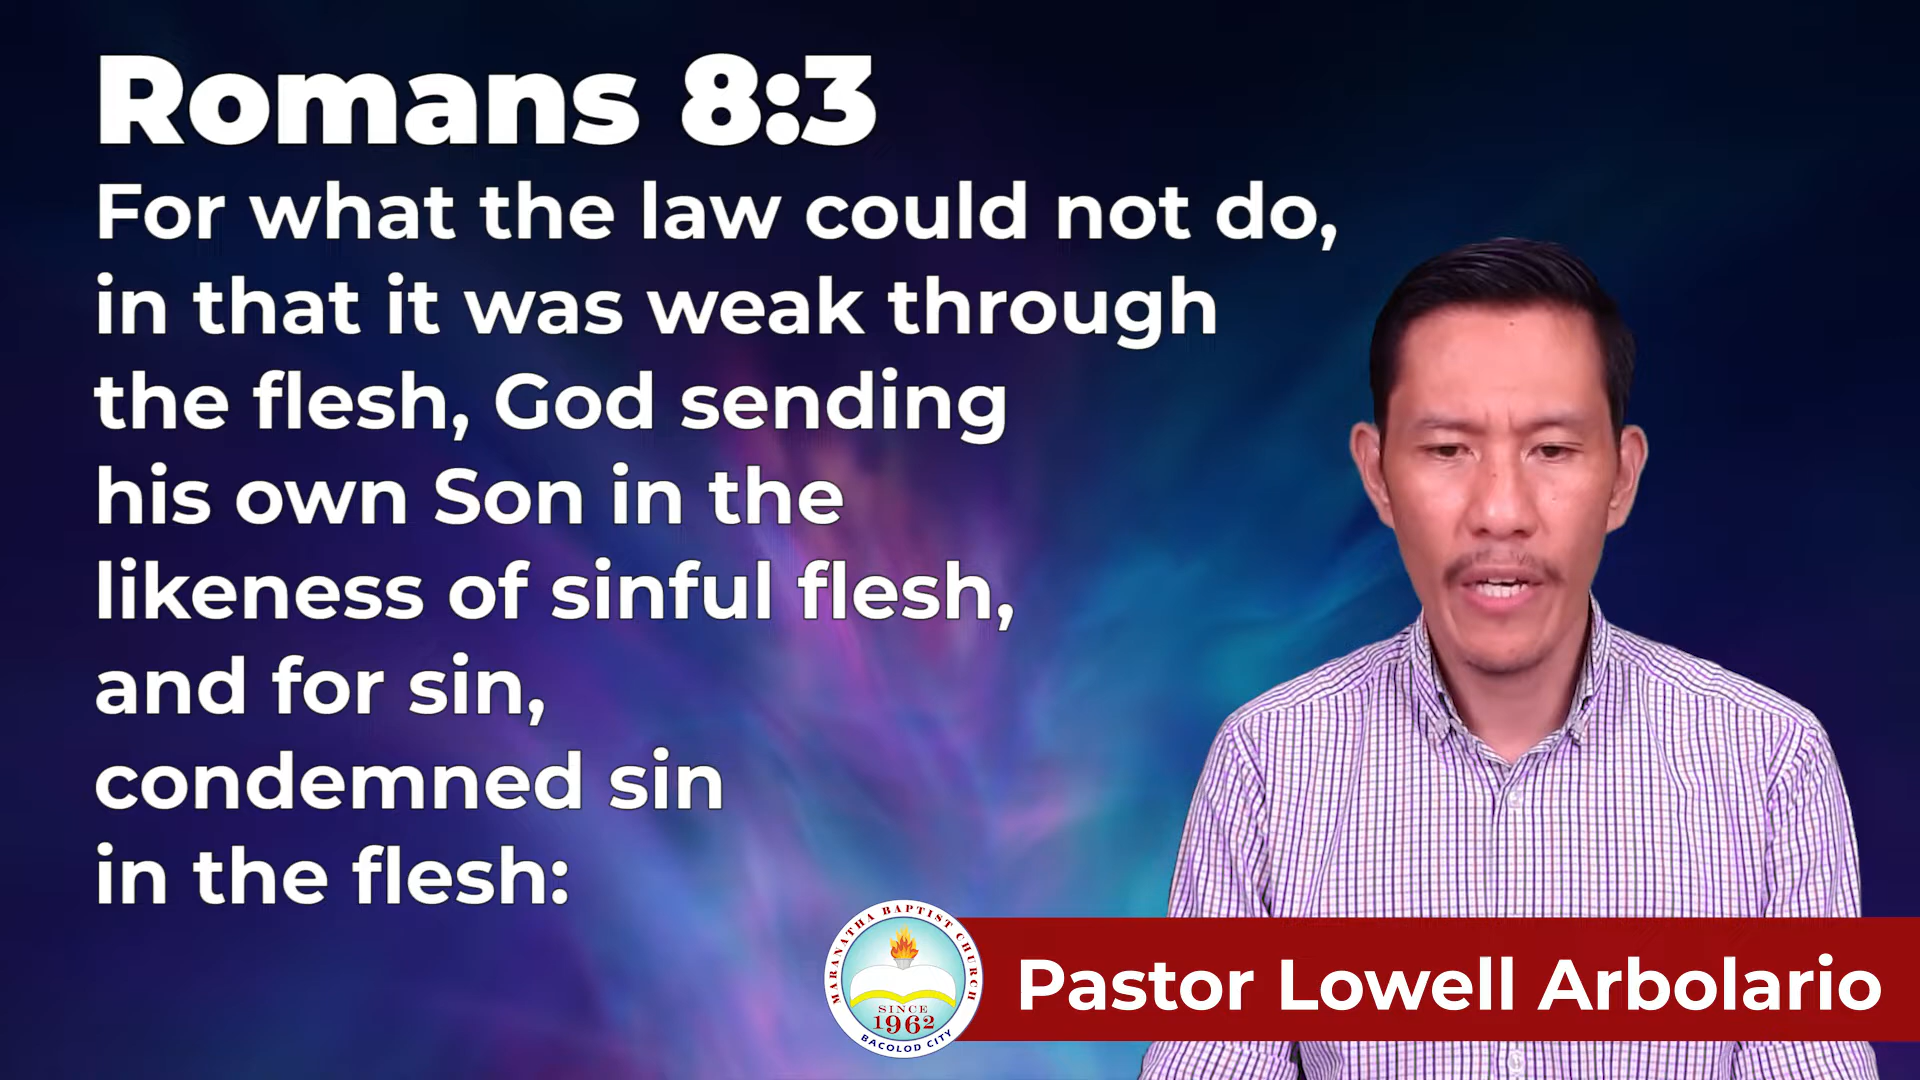 Romans 8:3
For what the law could not do,
in that it was weak through
the flesh, God sending
his own Son in the
likeness of sinful flesh,
and for sin,
condemned sin
in the flesh:
MARANATHA BAPTIST CHURCH
SINCE
1962
BACOLOD CITY
Pastor Lowell Arbolario